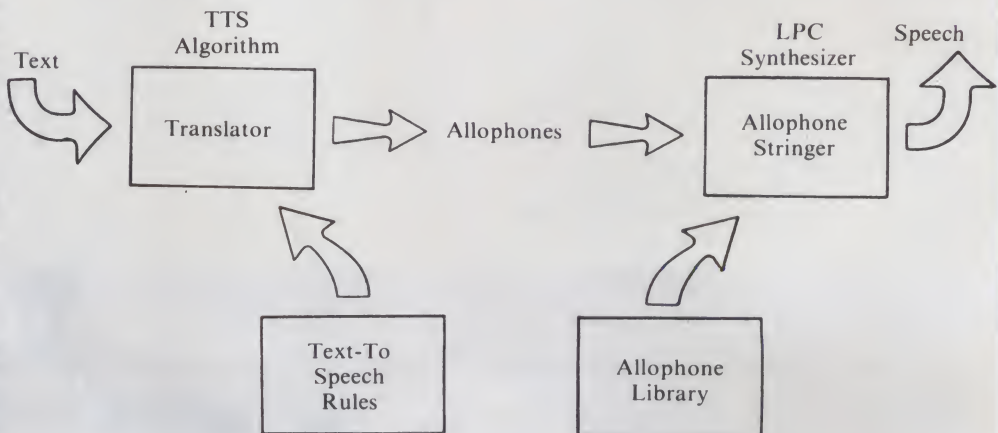 TTS
Algorithm
Text
Translator
Allophones
LPC
Synthesizer
Speech
Allophone
Stringer
Text-To
Speech
Rules
Allophone
Library